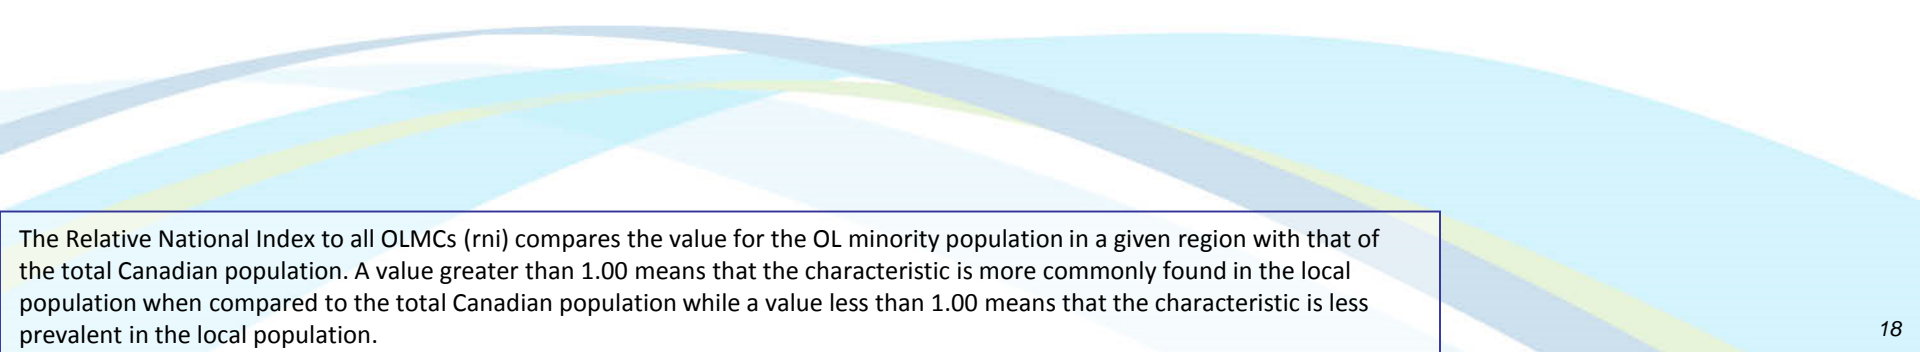 The Relative National Index to all OLMCs (rni) compares the value for the OL minority population in a given region with that of
the total Canadian population. A value greater than 1.00 means that the characteristic is more commonly found in the local
population when compared to the total Canadian population while a value less than 1.00 means that the characteristic is less
prevalent in the local population.
18